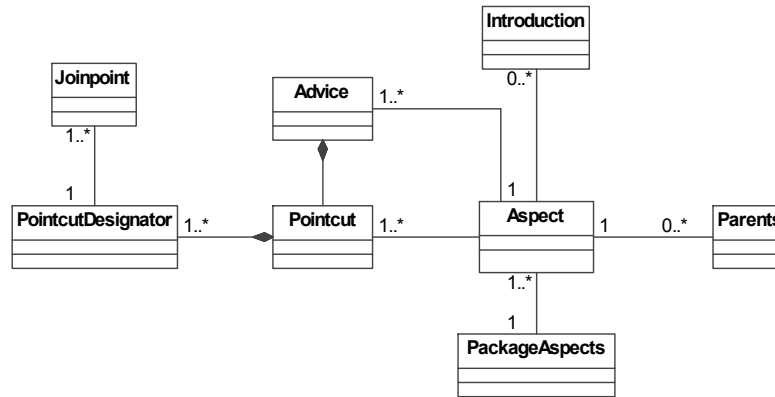 Introduction
0..*
Joinpoint
1..*
1
Advice
1..*
1
PointcutDesignator
1..*
Pointcut
1..*
Aspect
1
0..*
Parents
1..*
1
PackageAspects